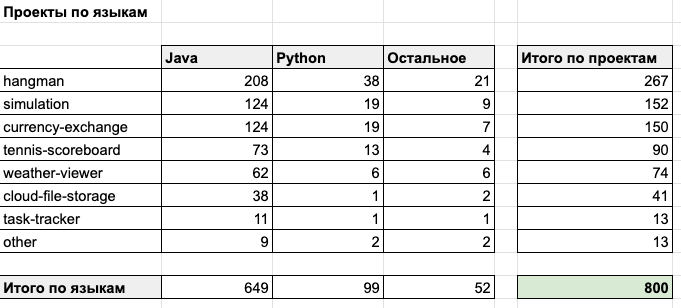 Проекты по языкам
Java Python Остальное Итого по проектам
hangman 208 38 21 267
simulation 124 19 9 152
currency-exchange 124 19 7 150
tennis-scoreboard 73 13 4 90
weather-viewer 62 6 6 74
cloud-file-storage 38 1 2 41
task-tracker 11 1 1 13
other 9 2 2 13
Итого по языкам 649 99 52 800